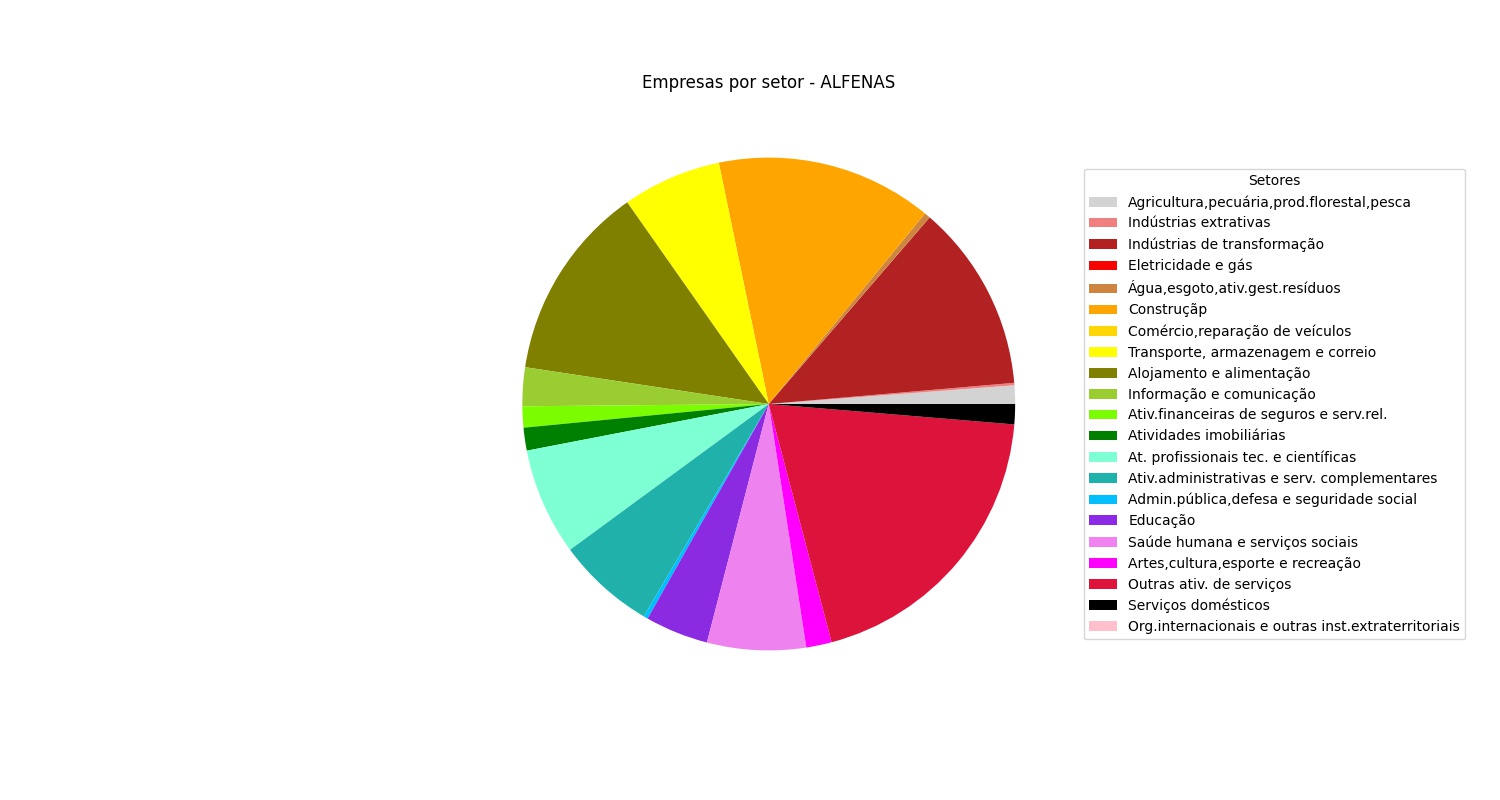 Empresas por setor - ALFENAS
Setores
Agricultura,pecuária,prod.florestal,pesca
Indústrias extrativas
Indústrias de transformação
Eletricidade e gás
Água,esgoto,ativ.gest.resíduos
Construçãp
Comércio,reparação de veículos
Transporte, armazenagem e correio
Alojamento e alimentação
Informação e comunicação
Ativ.financeiras de seguros e serv.rel.
Atividades imobiliárias
At. profissionais tec. e científicas
Ativ.administrativas e serv. complementares
Admin.pública,defesa e seguridade social
Educação
Saúde humana e serviços sociais
Artes,cultura,esporte e recreação
Outras ativ. de serviços
Serviços domésticos
Org.internacionais e outras inst.extraterritoriais